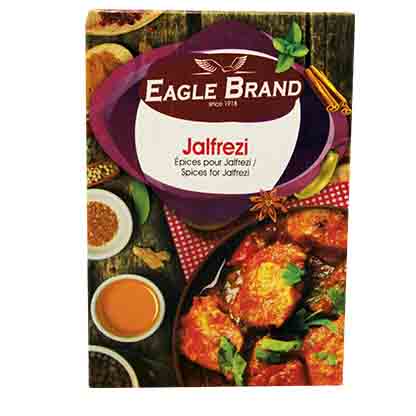 EAGLE BRAND
since 1918
Jalfrezi
Épices pour Jalfrezi /
Spices for Jalfrezi